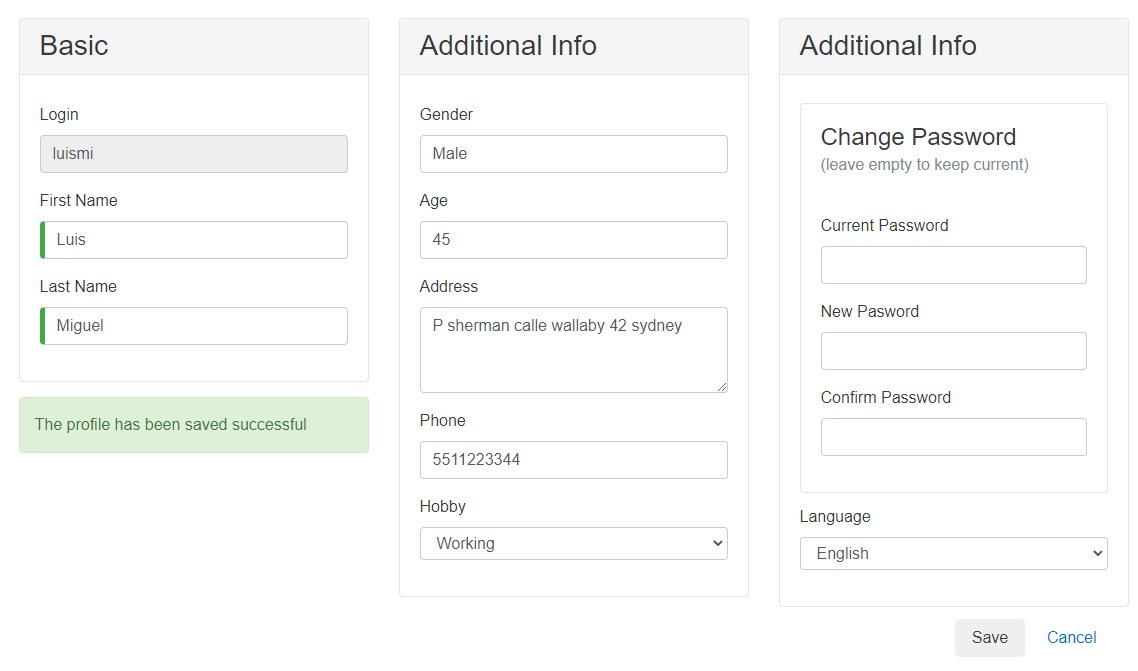 Basic
Login
luismi
First Name
Luis
Last Name
Miguel
The profile has been saved successful
Additional Info
Gender
Male
Age
45
Address
P sherman calle wallaby 42 sydney
Phone
5511223344
Hobby
Working
Additional Info
Change Password
(leave empty to keep current)
Current Password
New Pasword
Confirm Password
Language
English
Save
Cancel